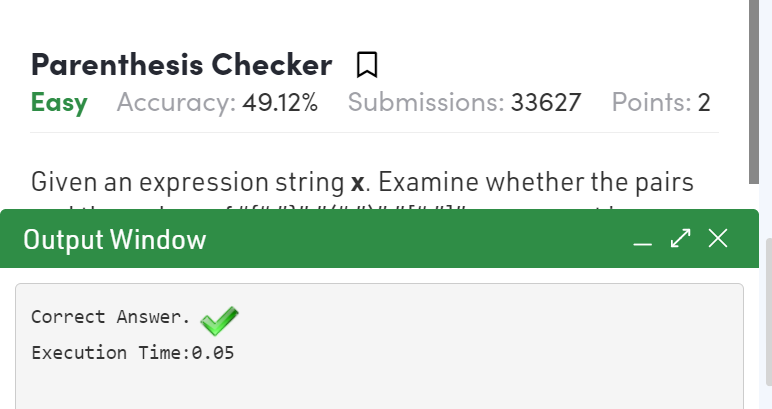 Parenthesis Checker
Easy Accuracy: 49.12% Submissions: 33627 Points: 2
Given an expression string x. Examine whether the pairs
Output Window
Correct Answer.
Execution Time:0.05